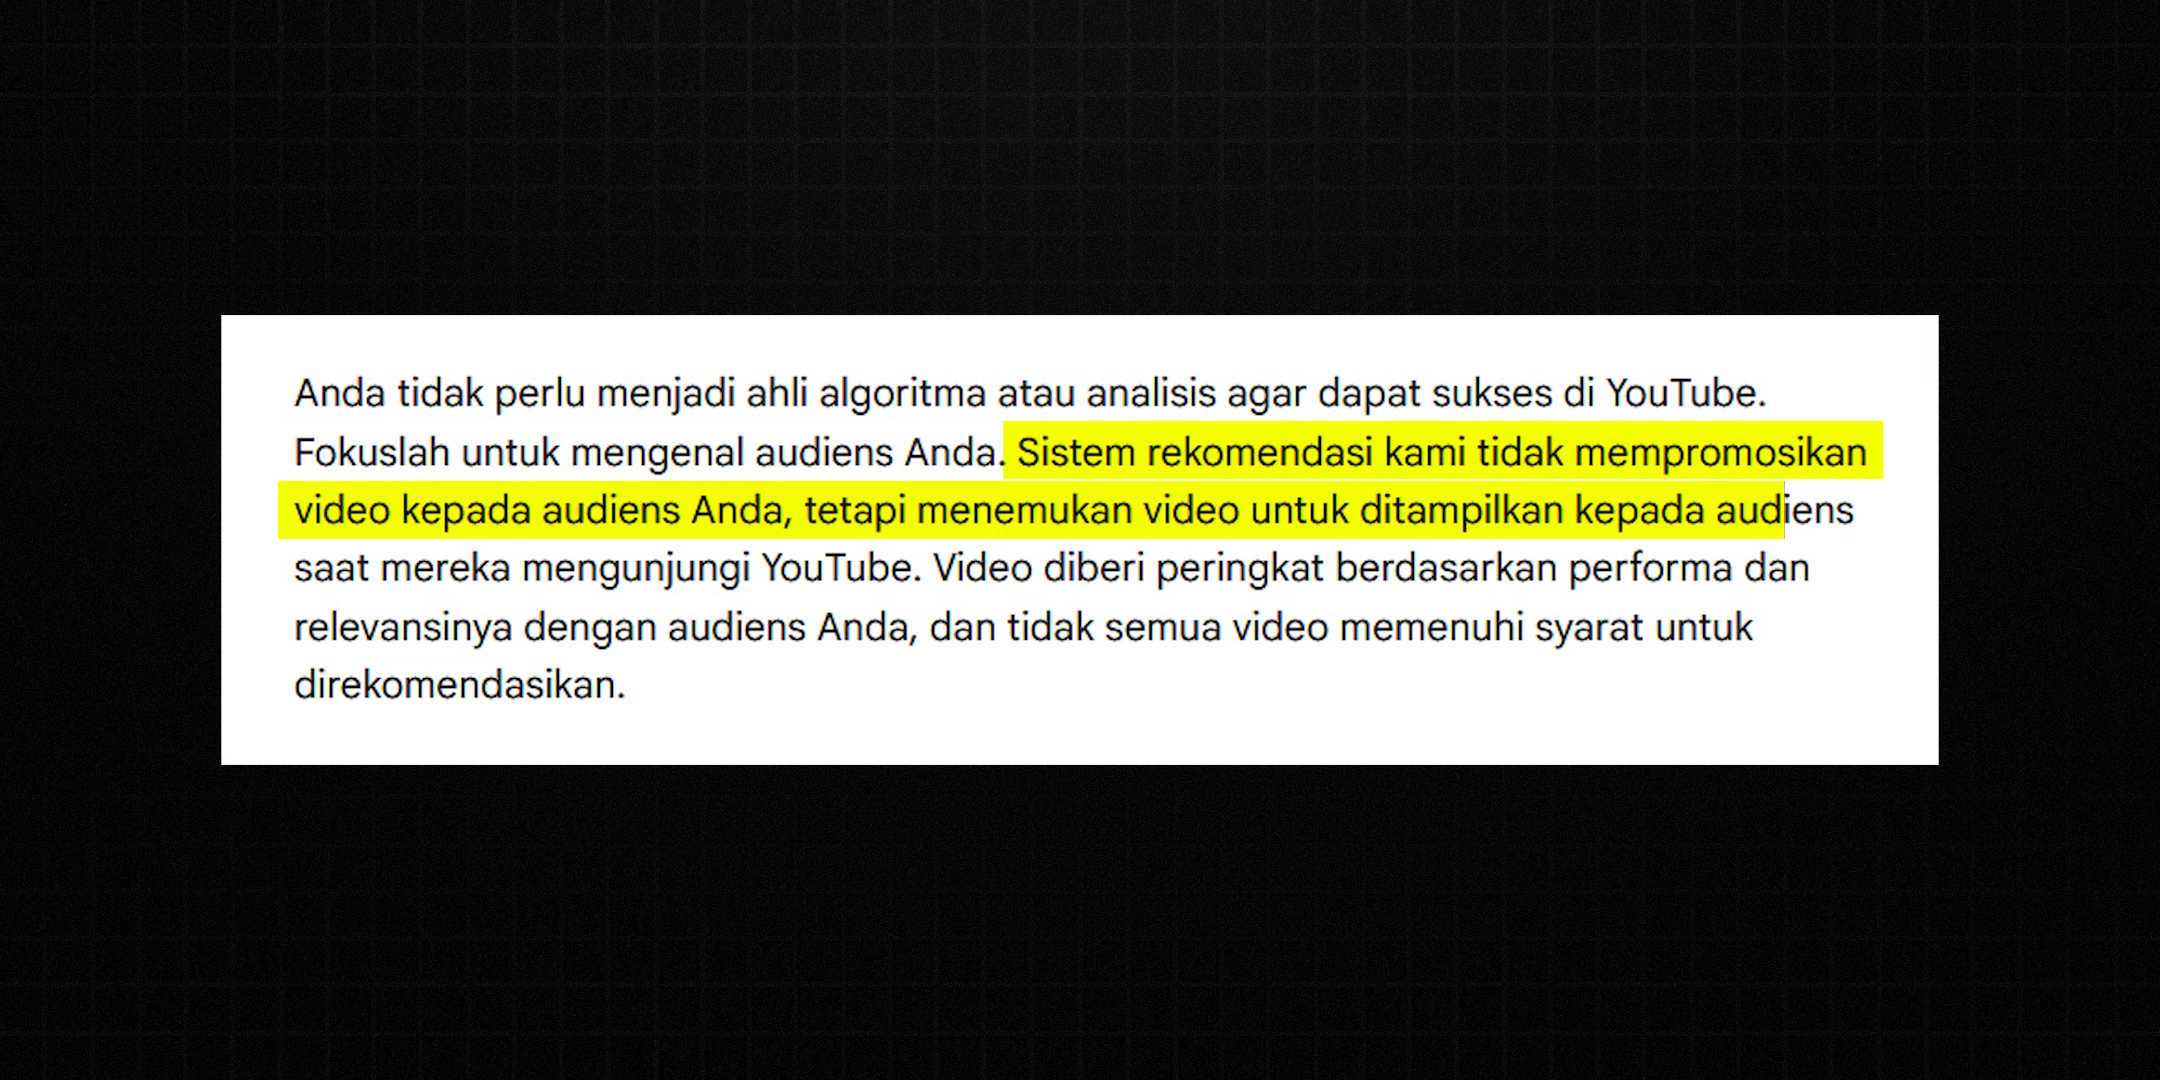 Anda tidak perlu menjadi ahli algoritma atau analisis agar dapat sukses di YouTube.
Fokuslah untuk mengenal audiens Anda. Sistem rekomendasi kami tidak mempromosikan
video kepada audiens Anda, tetapi menemukan video untuk ditampilkan kepada audiens
saat mereka mengunjungi YouTube. Video diberi peringkat berdasarkan performa dan
relevansinya dengan audiens Anda, dan tidak semua video memenuhi syarat untuk
direkomendasikan.